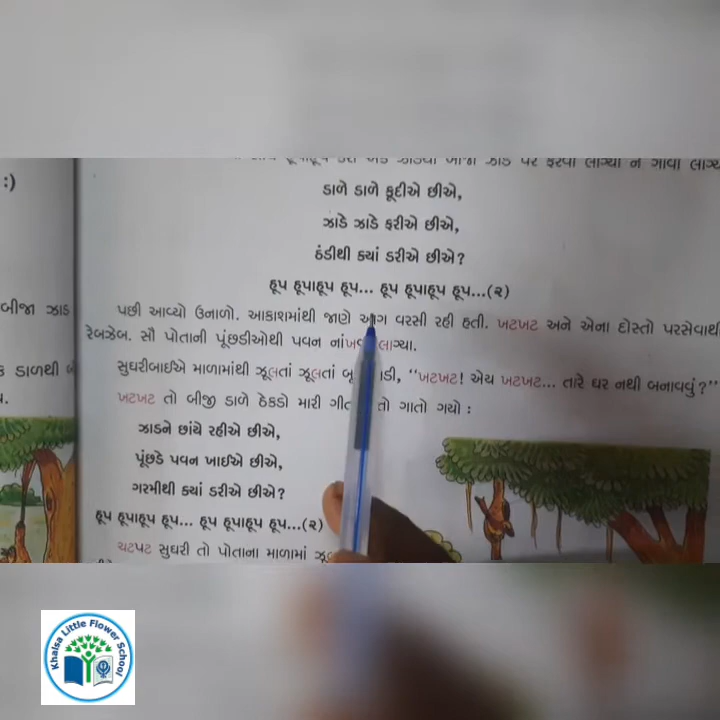 :)
બીજા ઝાડ
ડાળથી
ડાળે ડાળે કૂદીએ છીએ,
ઝાડે ઝાડે ફરીએ છીએ,
ઠંડીથી ક્યાં ડરીએ છીએ?
હૂપ હૂપાહૂપ હૂપ... હૂપ હૂપાહૂપ હૂપ...(૨)
પછી આવ્યો ઉનાળો. આકાશમાંથી જાણે આગ વરસી રહી હતી. ખટખટ અને એના દોસ્તો પરસેવાથી
રેબઝેબ. સૌ પોતાની પૂંછડીઓથી પવન લાગ્યા.
સુઘરીબાઈએ માળામાંથી ઝૂલતાં ઝૂલતાં "ખટખટ! એય ખટખટ... તારે ઘર નથી બનાવવું?"
ખટખટ તો બીજી ડાળે ઠેકડો મારી તો ગાતો ગયો :
ઝાડને છાંયે રહીએ છીએ,
પૂંછડે પવન ખાઈએ છીએ,
ગરમીથી ક્યાં ડરીએ છીએ?
હૂપ હૂપાહૂપ હૂપ... હૂપ હૂપાહૂપ હૂપ...(૨)
ચટપટ સુઘરી તો પોતાના માળામાં
Khalsa Little Flower School